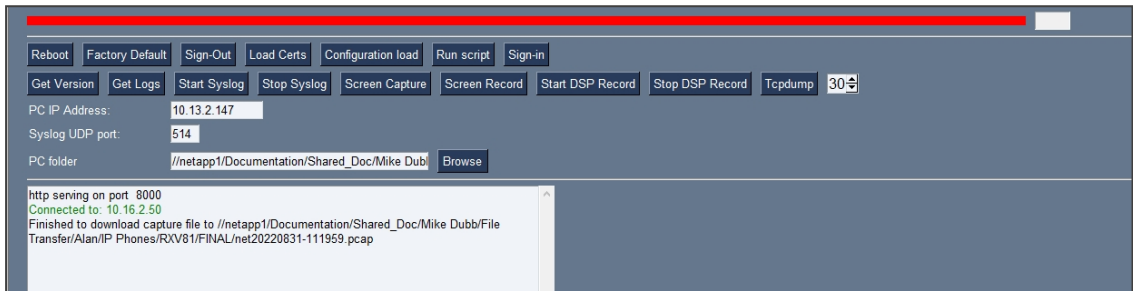 Reboot Factory Default Sign-Out Load Certs Configuration load Run script Sign-in
Get Version Get Logs Start Syslog Stop Syslog Screen Capture Screen Record Start DSP Record Stop DSP Record Tcpdump 30
PC IP Address: 10.13.2.147
Syslog UDP port: 514
PC folder //netapp1/Documentation/Shared_Doc/Mike Dubl Browse
http serving on port 8000
Connected to: 10.16.2.50
Finished to download capture file to //netapp1/Documentation/Shared_Doc/Mike Dubb/File
Transfer/Alan/IP Phones/RXV81/FINAL/net20220831-111959.pcap